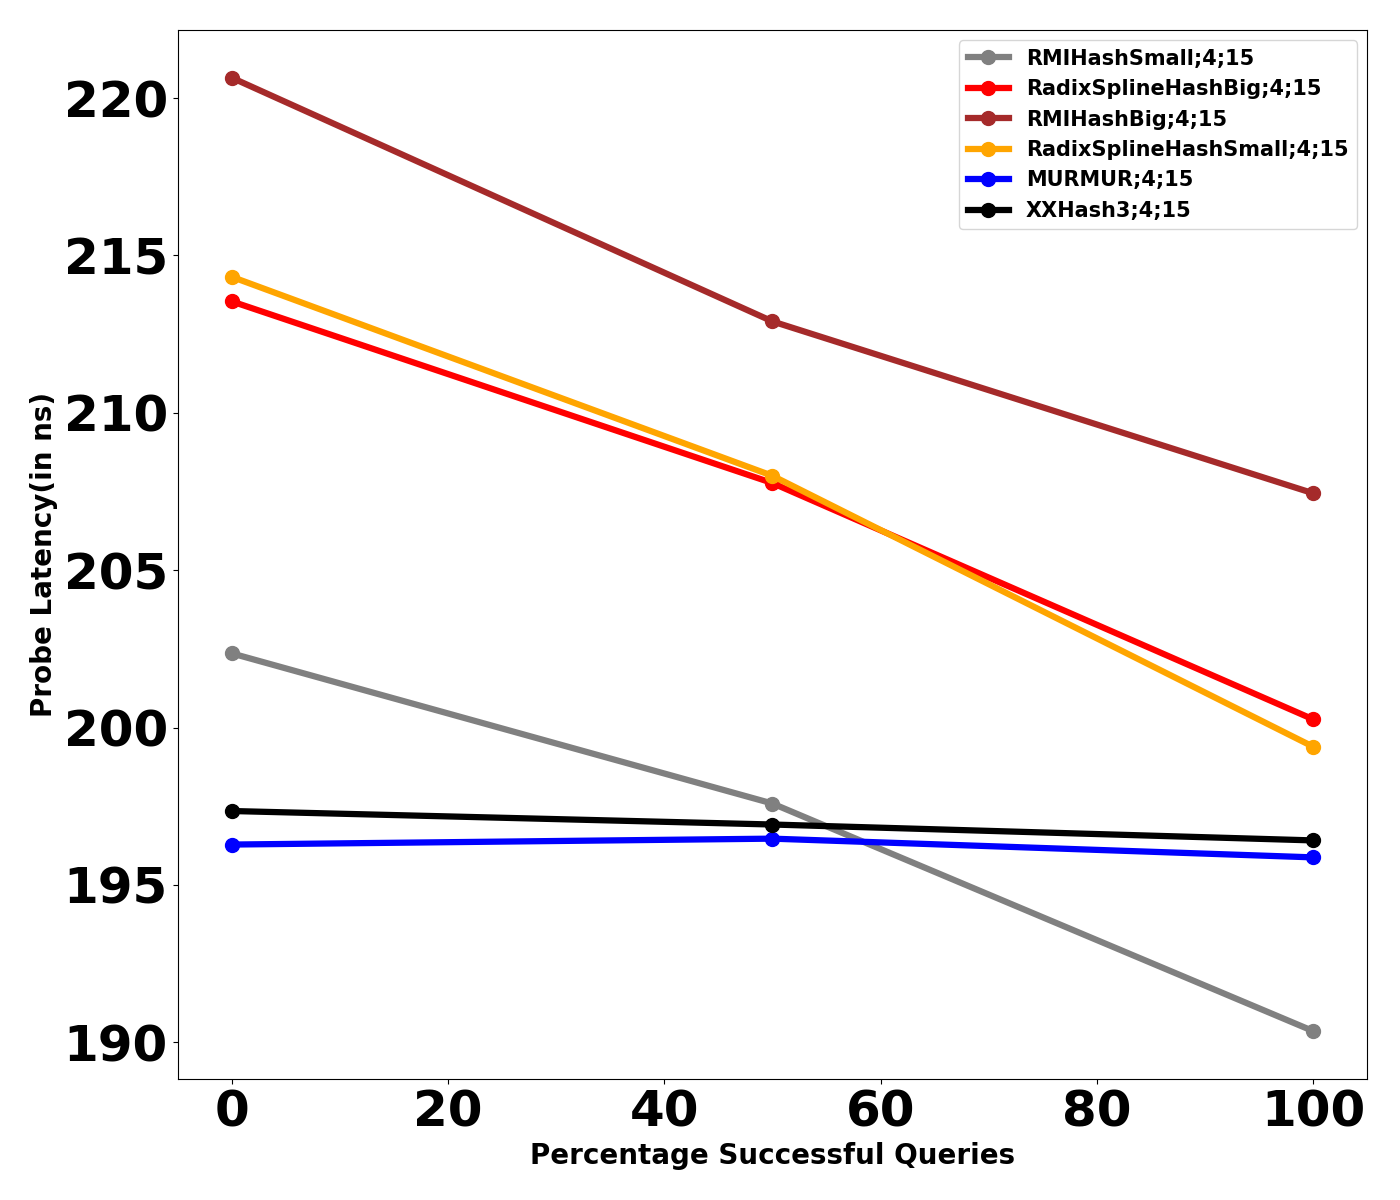 RMIHashSmall;4;15
RadixSplineHashBig;4;15
RMIHashBig;4;15
RadixSplineHashSmall;4;15
MURMUR;4;15
XXHash3;4;15
220
215
210
205
200
195
190
Probe Latency(in ns)
0 20 40 60 80 100
Percentage Successful Queries